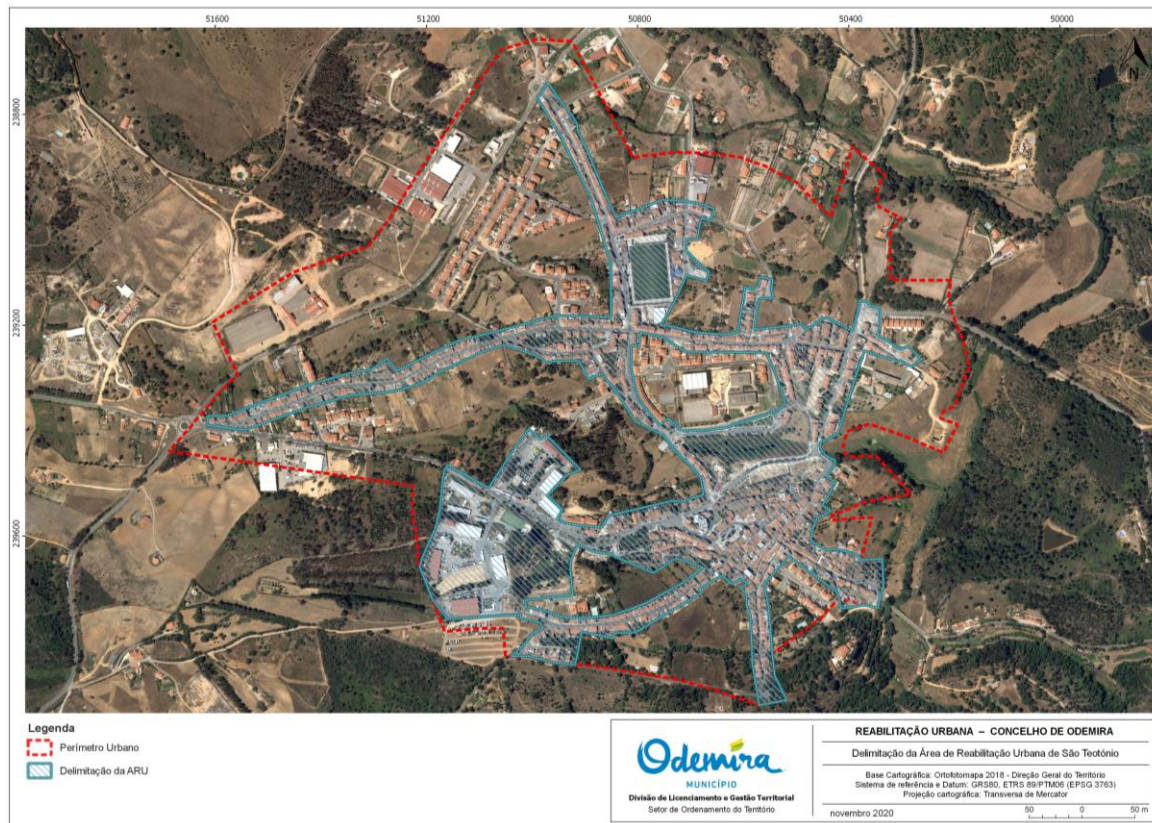 51600 51200 50800 50400 50000
238800
239200
239600
N
Legenda
Perímetro Urbano
Delimitação da ARU
Odemira
MUNICÍPIO
Divisão de Licenciamento e Gestão Territorial
Setor de Ordenamento do Território
REABILITAÇÃO URBANA – CONCELHO DE ODEMIRA
Delimitação da Área de Reabilitação Urbana de São Teotónio
Base Cartográfica: Ortofotomapa 2018 - Direção Geral do Território
Sistema de referência e Datum: GRS80, ETRS 89/PTM06 (EPSG 3763)
Projeção cartográfica: Transversa de Mercator
novembro 2020
50 0 50 m